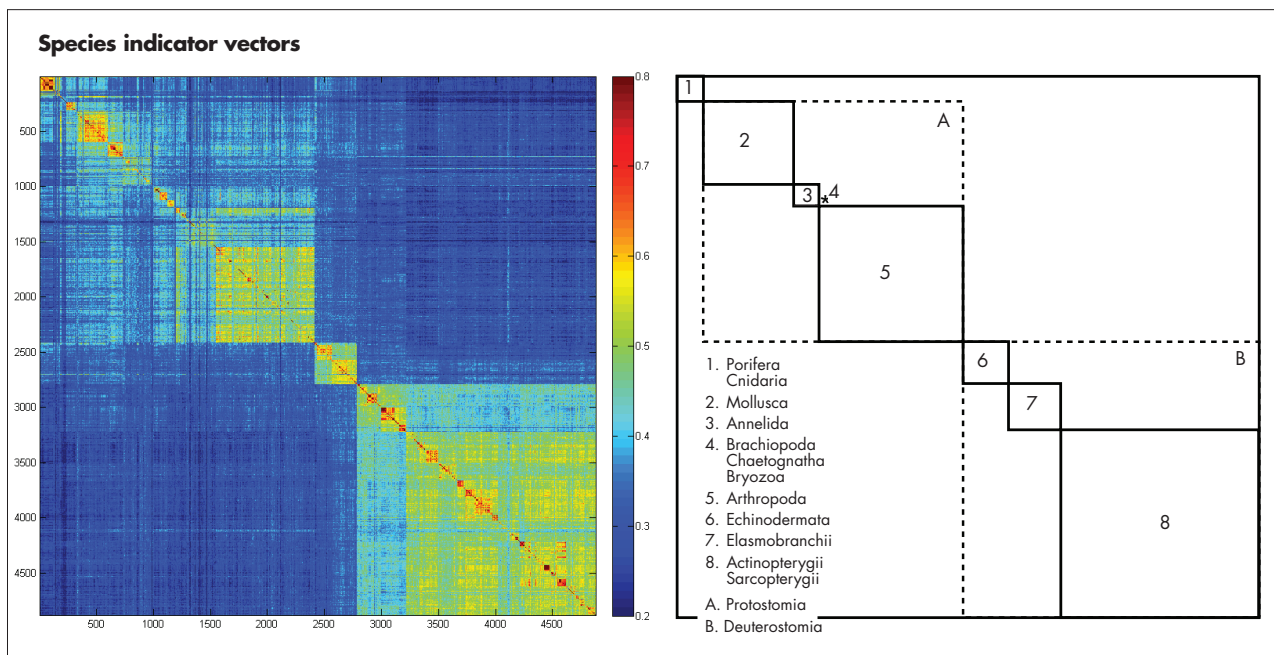 Species indicator vectors
500
1000
1500
2000
2500
3000
3500
4000
4500
500
1000
1500
2000
2500
3000
3500
4000
4500
0.8
0.7
0.6
0.5
0.4
0.3
0.2
1
A
2
3 *4
5
6
B
7
8
1. Porifera
Cnidaria
2. Mollusca
3. Annelida
4. Brachiopoda
Chaetognatha
Bryozoa
5. Arthropoda
6. Echinodermata
7. Elasmobranchii
8. Actinopterygii
Sarcopterygii
A. Protostomia
B. Deuterostomia